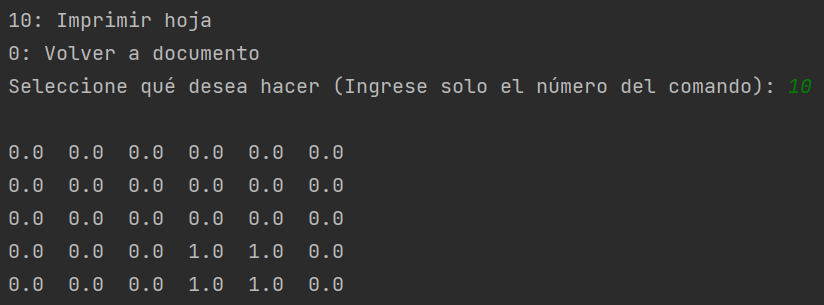 10: Imprimir hoja
0: Volver a documento
Seleccione qué desea hacer (Ingrese solo el número del comando): 10
0.0  0.0  0.0  0.0  0.0  0.0
0.0  0.0  0.0  0.0  0.0  0.0
0.0  0.0  0.0  0.0  0.0  0.0
0.0  0.0  0.0  1.0  1.0  0.0
0.0  0.0  0.0  1.0  1.0  0.0